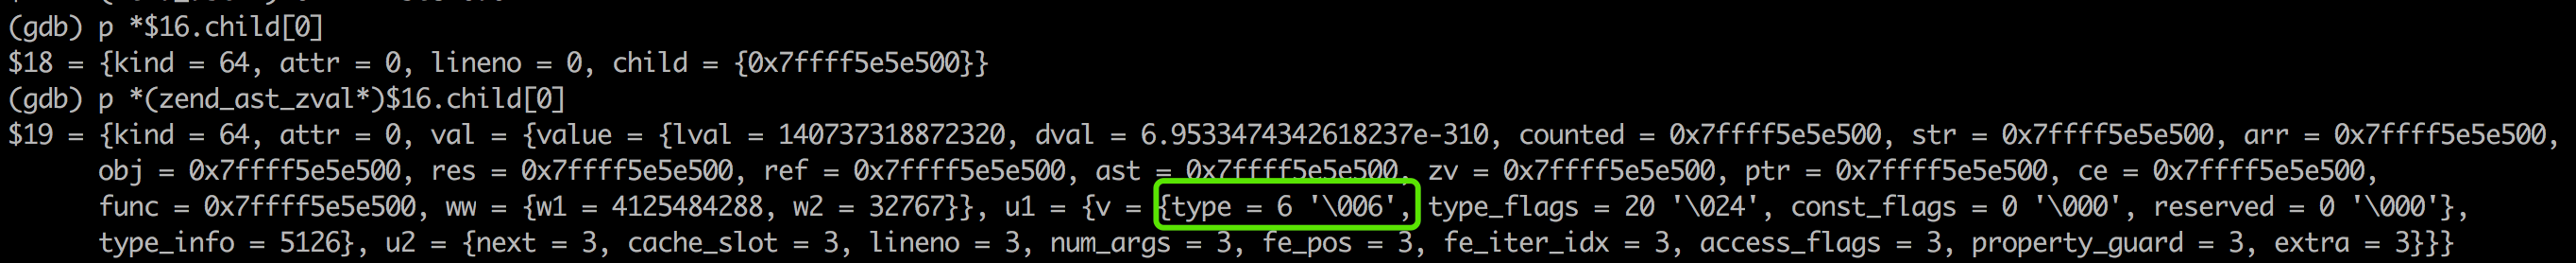 (gdb) p *$16.child[0]
$18 = {kind = 64, attr = 0, lineno = 0, child = {0x7ffff5e5e500}}
(gdb) p *(zend_ast_zval*)$16.child[0]
$19 = {kind = 64, attr = 0, val = {value = {lval = 140737318872320, dval = 6.9533474342618237e-310, counted = 0x7ffff5e5e500, str = 0x7ffff5e5e500, arr = 0x7ffff5e5e500,
obj = 0x7ffff5e5e500, res = 0x7ffff5e5e500, ref = 0x7ffff5e5e500, ast = 0x7ffff5e5e500, zv = 0x7ffff5e5e500, ptr = 0x7ffff5e5e500, ce = 0x7ffff5e5e500,
func = 0x7ffff5e5e500, ww = {w1 = 4125484288, w2 = 32767}}, u1 = {v = {type = 6 '\006', type_flags = 20 '\024', const_flags = 0 '\000', reserved = 0 '\000'},
type_info = 5126}, u2 = {next = 3, cache_slot = 3, lineno = 3, num_args = 3, fe_pos = 3, fe_iter_idx = 3, access_flags = 3, property_guard = 3, extra = 3}}}